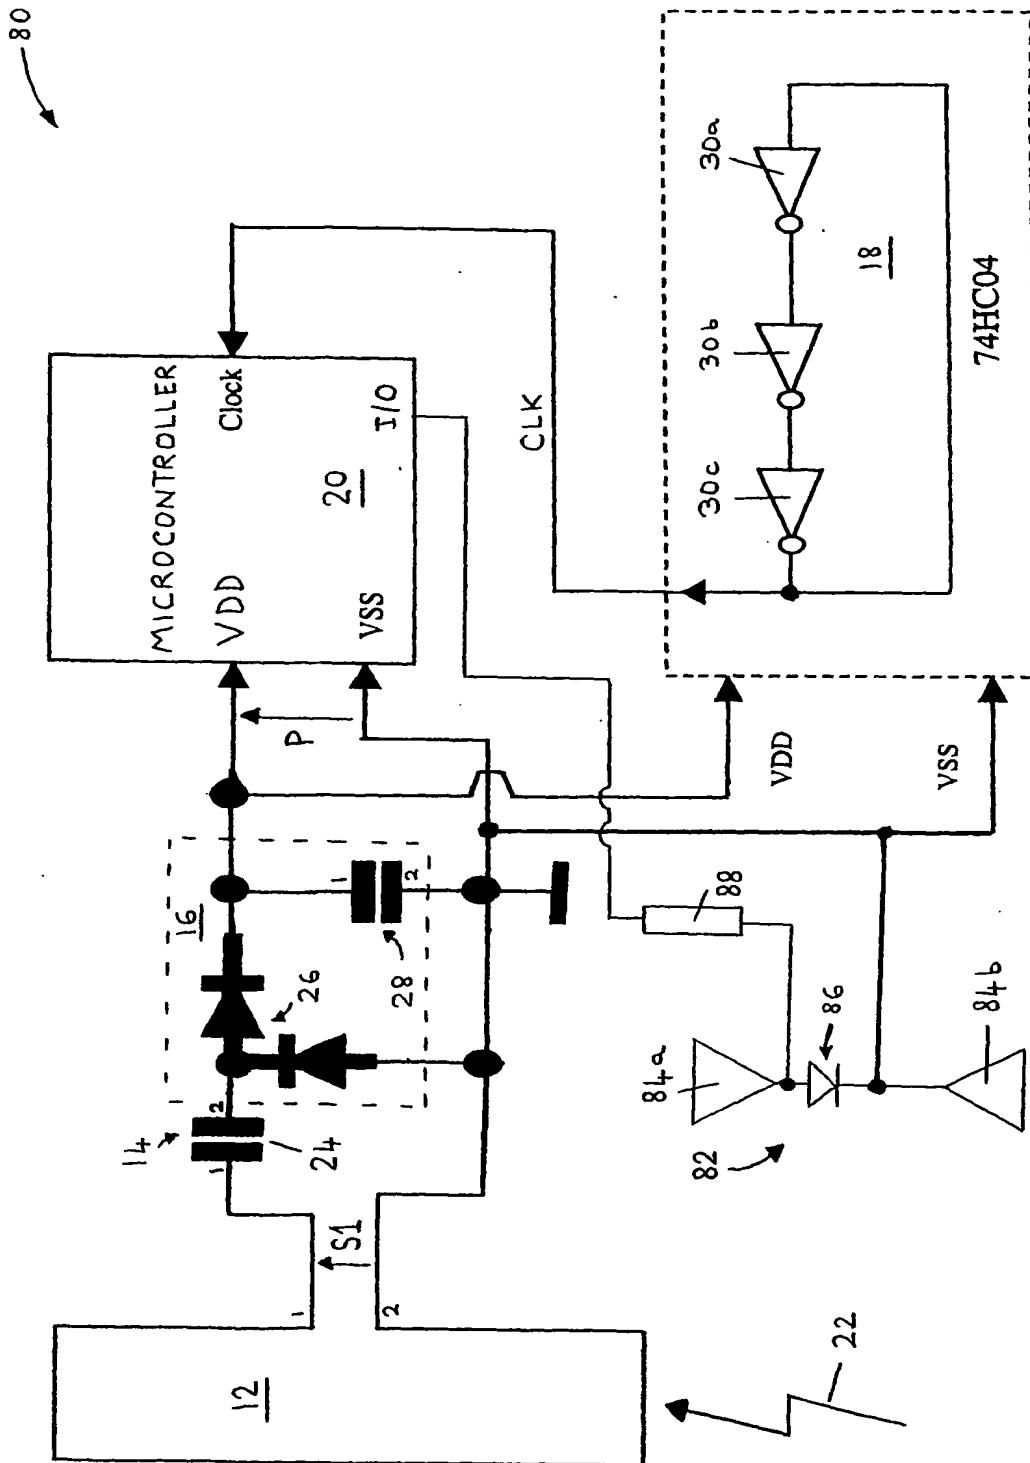 80
MICROCONTROLLER
VDD
Clock
20
VSS
I/O
P
16
26
28
14
1
2
24
1
S1
2
12
22
1
2
CLK
VDD
VSS
88
84a
86
82
84b
30a
30b
30c
18
74HC04